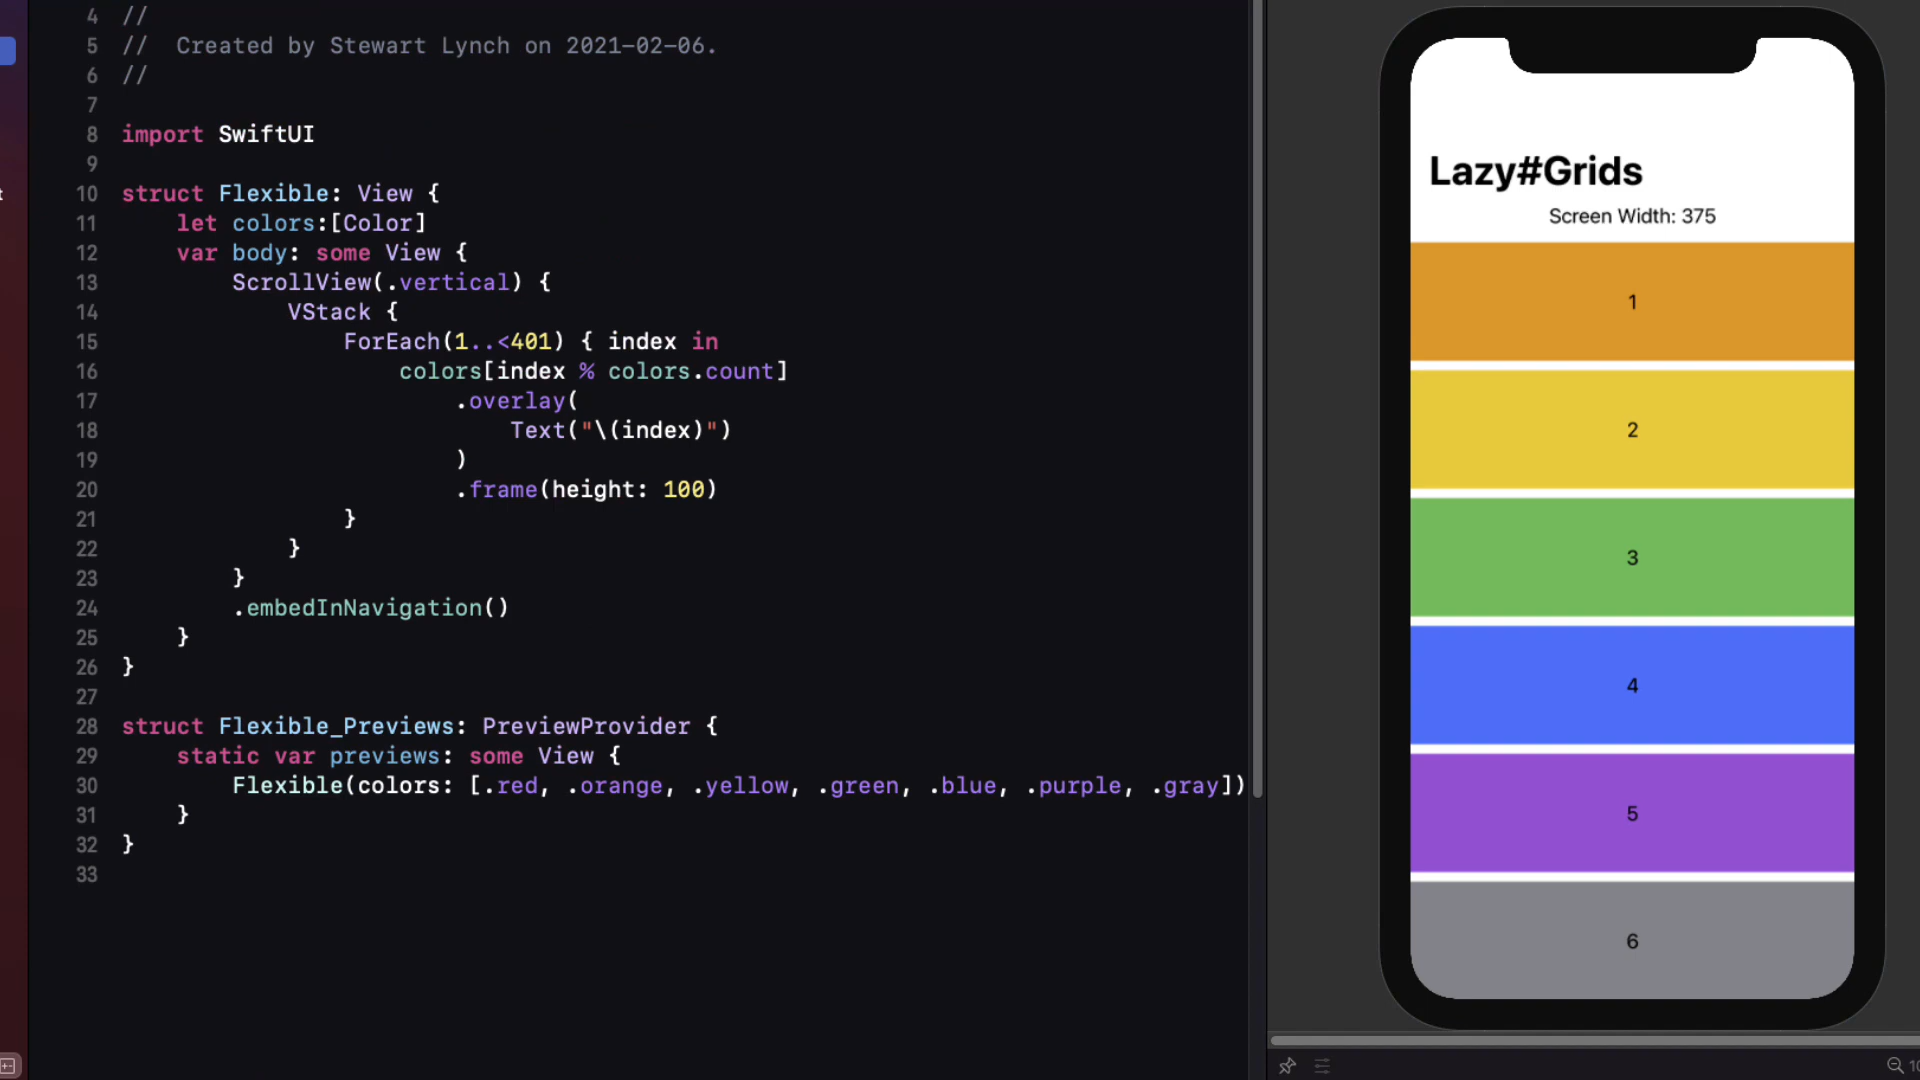 4 //
5 //  Created by Stewart Lynch on 2021-02-06.
6 //
7
8 import SwiftUI
9
10 struct Flexible: View {
11     let colors:[Color]
12     var body: some View {
13         ScrollView(.vertical) {
14             VStack {
15                 ForEach(1..<401) { index in
16                     colors[index % colors.count]
17                         .overlay(
18                             Text("\(index)")
19                         )
20                         .frame(height: 100)
21                 }
22             }
23         }
24         .embedInNavigation()
25     }
26 }
27
28 struct Flexible_Previews: PreviewProvider {
29     static var previews: some View {
30         Flexible(colors: [.red, .orange, .yellow, .green, .blue, .purple, .gray])
31     }
32 }
33
Lazy#Grids
Screen Width: 375
1
2
3
4
5
6